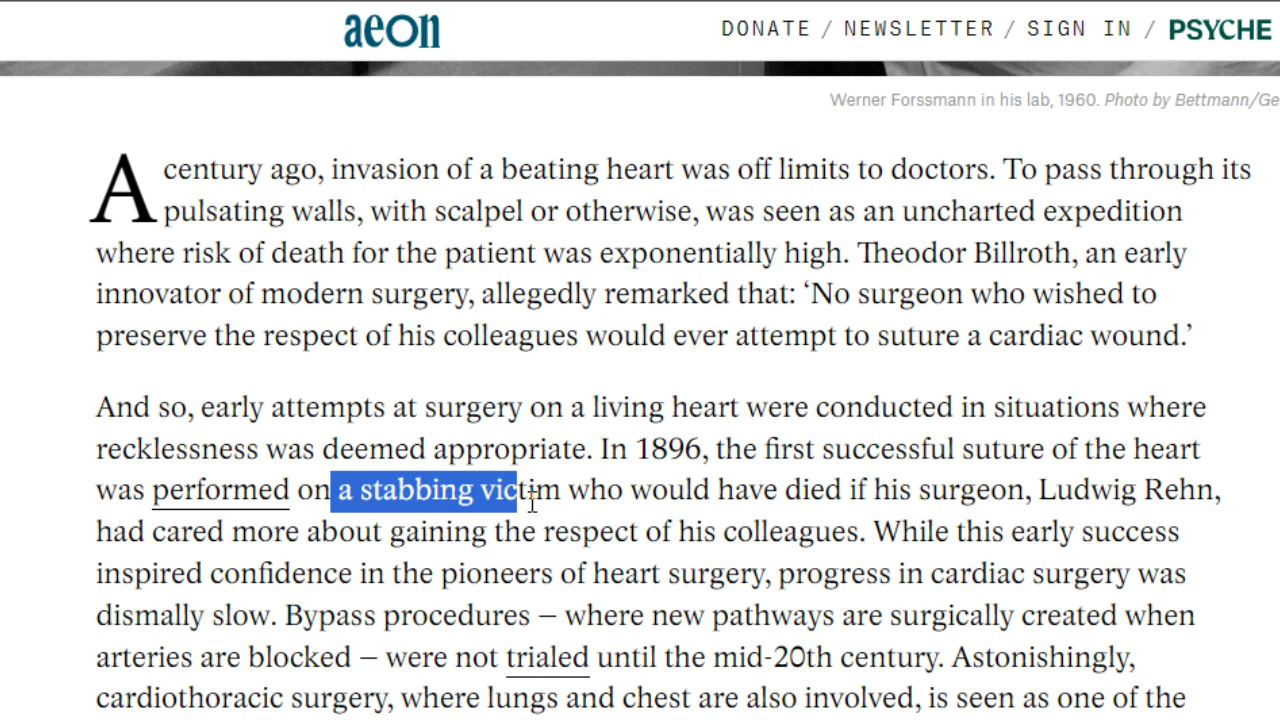 aeon
DONATE / NEWSLETTER / SIGN IN / PSYCHE
Werner Forssmann in his lab, 1960. Photo by Bettmann/Ge
A century ago, invasion of a beating heart was off limits to doctors. To pass through its
pulsating walls, with scalpel or otherwise, was seen as an uncharted expedition
where risk of death for the patient was exponentially high. Theodor Billroth, an early
innovator of modern surgery, allegedly remarked that: ‘No surgeon who wished to
preserve the respect of his colleagues would ever attempt to suture a cardiac wound.’
And so, early attempts at surgery on a living heart were conducted in situations where
recklessness was deemed appropriate. In 1896, the first successful suture of the heart
was performed on a stabbing victim who would have died if his surgeon, Ludwig Rehn,
had cared more about gaining the respect of his colleagues. While this early success
inspired confidence in the pioneers of heart surgery, progress in cardiac surgery was
dismally slow. Bypass procedures – where new pathways are surgically created when
arteries are blocked – were not trialed until the mid-20th century. Astonishingly,
cardiothoracic surgery, where lungs and chest are also involved, is seen as one of the